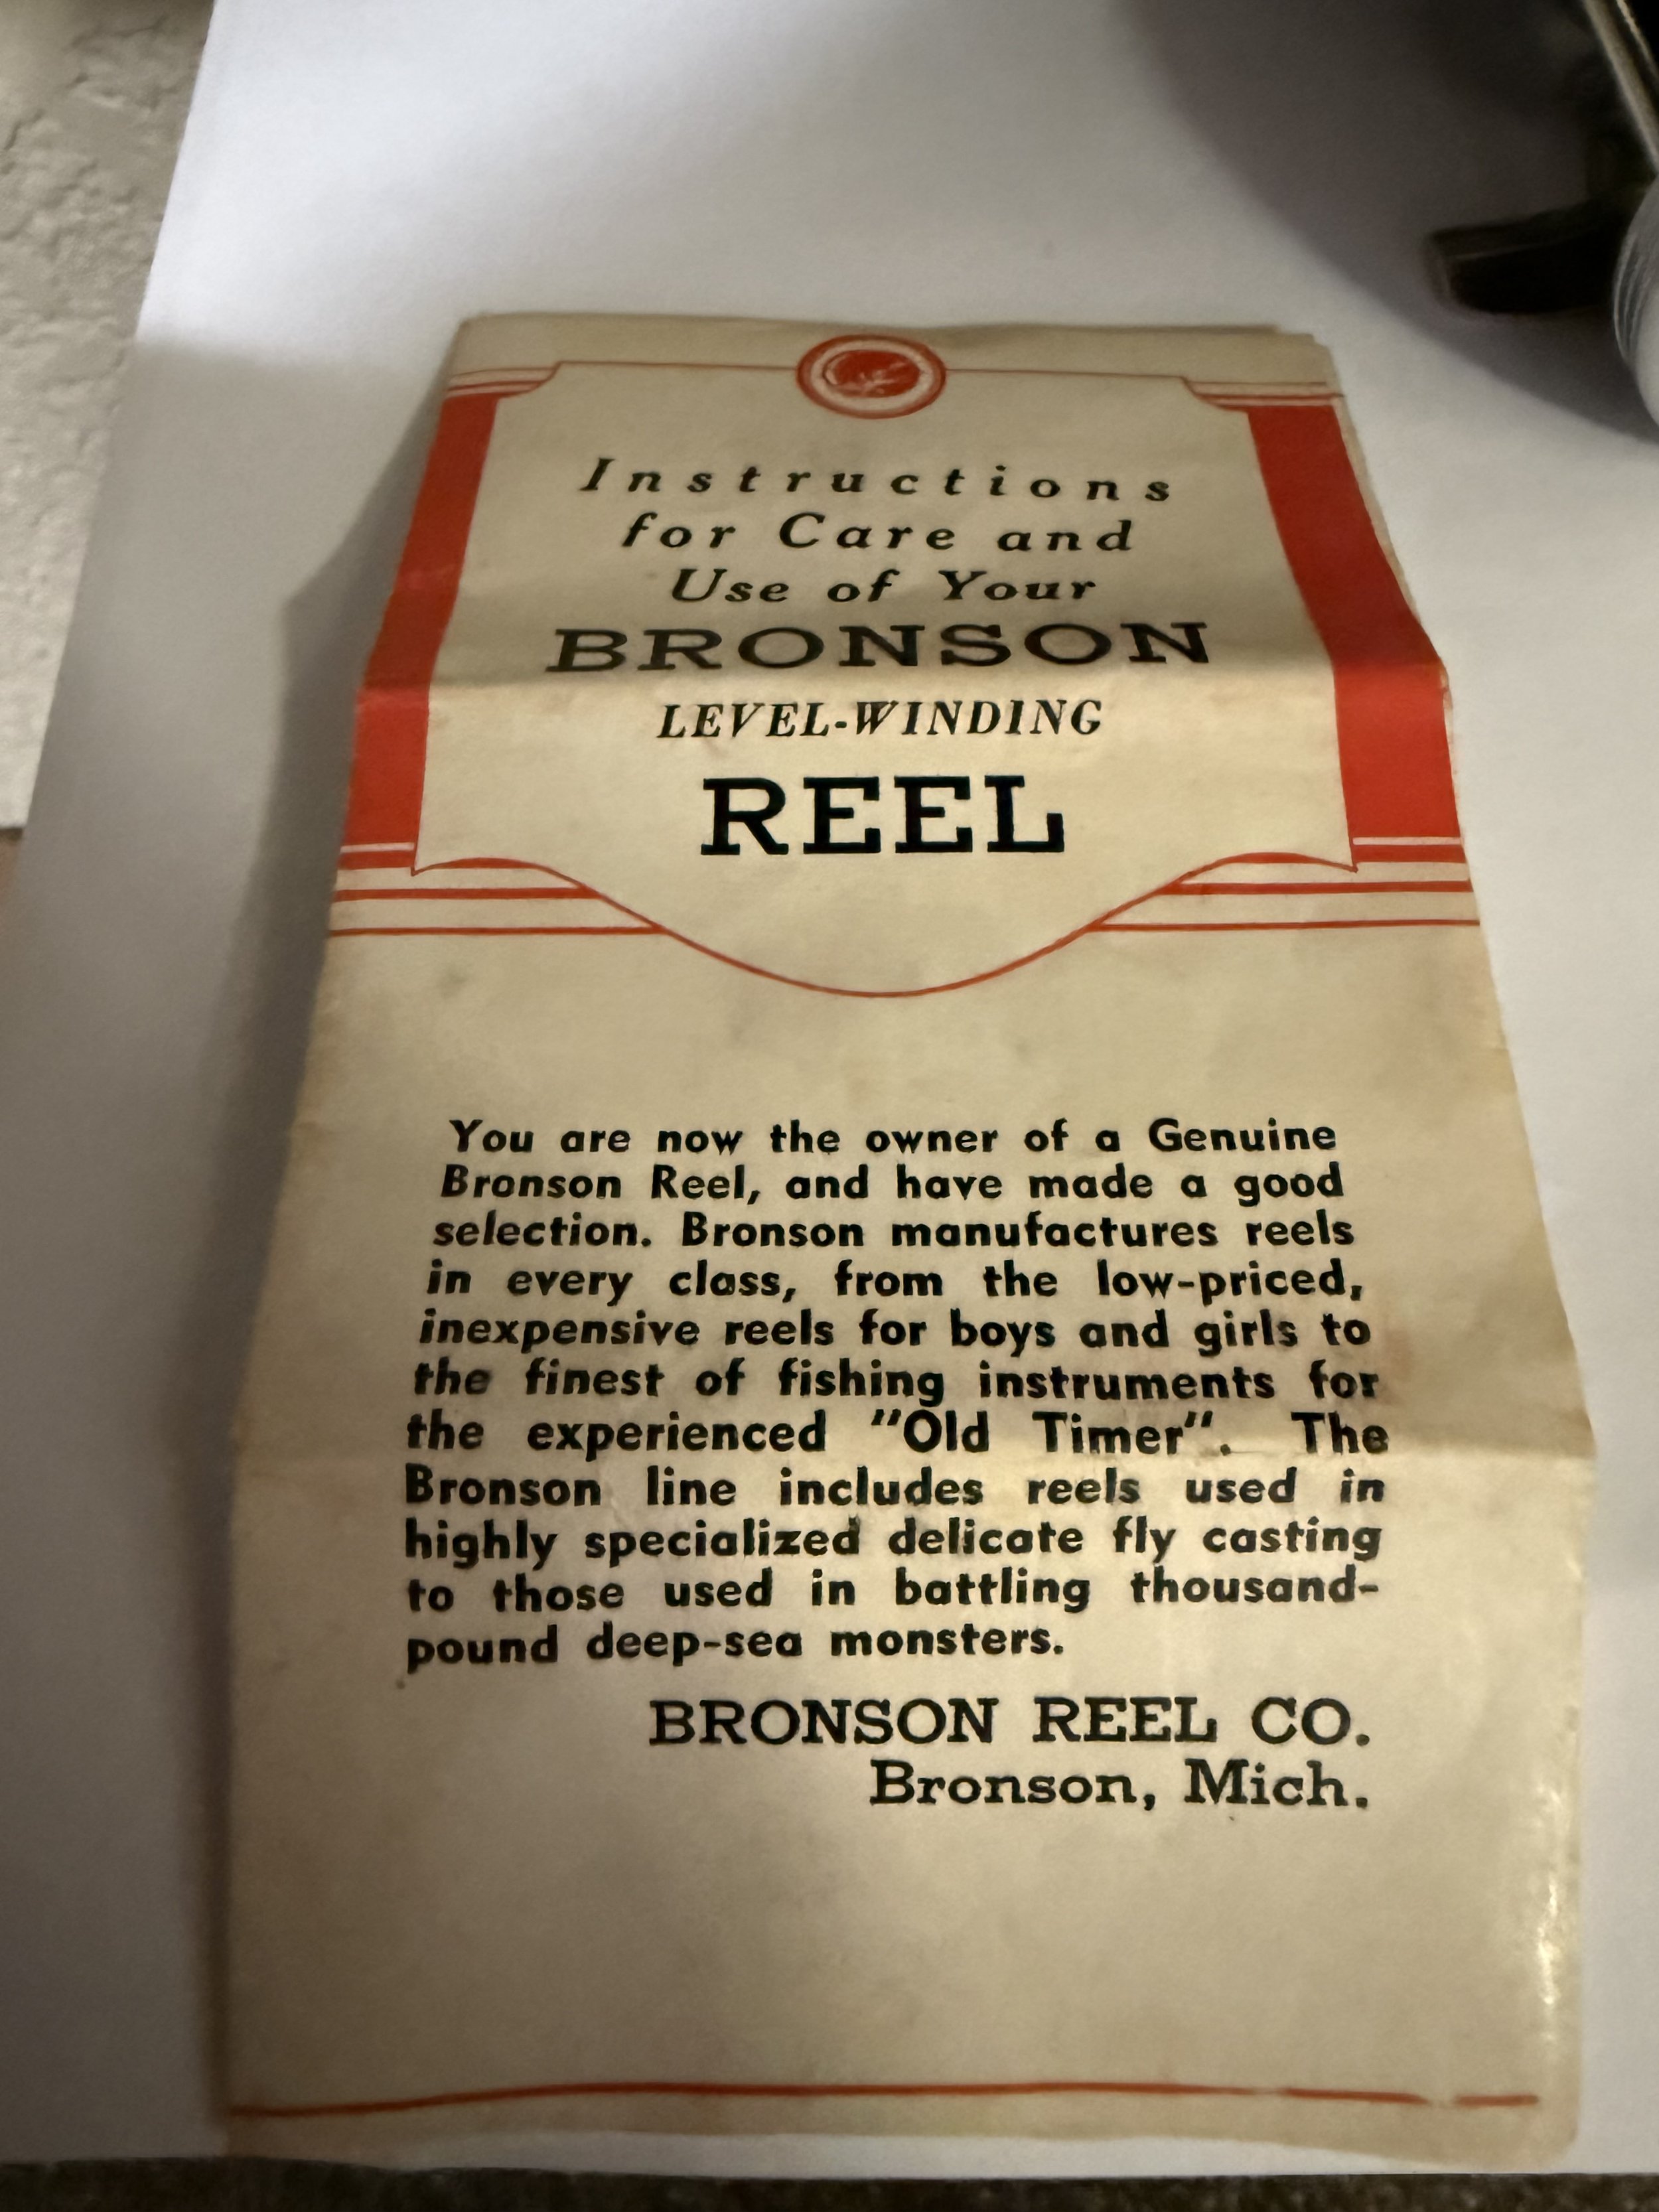 Instructions
for Care and
Use of Your
BRONSON
LEVEL-WINDING
REEL
You are now the owner of a Genuine
Bronson Reel, and have made a good
selection. Bronson manufactures reels
in every class, from the low-priced,
inexpensive reels for boys and girls to
the finest of fishing instruments for
the experienced "Old Timer". The
Bronson line includes reels used in
highly specialized delicate fly casting
to those used in battling thousand-
pound deep-sea monsters.
BRONSON REEL CO.
Bronson, Mich.